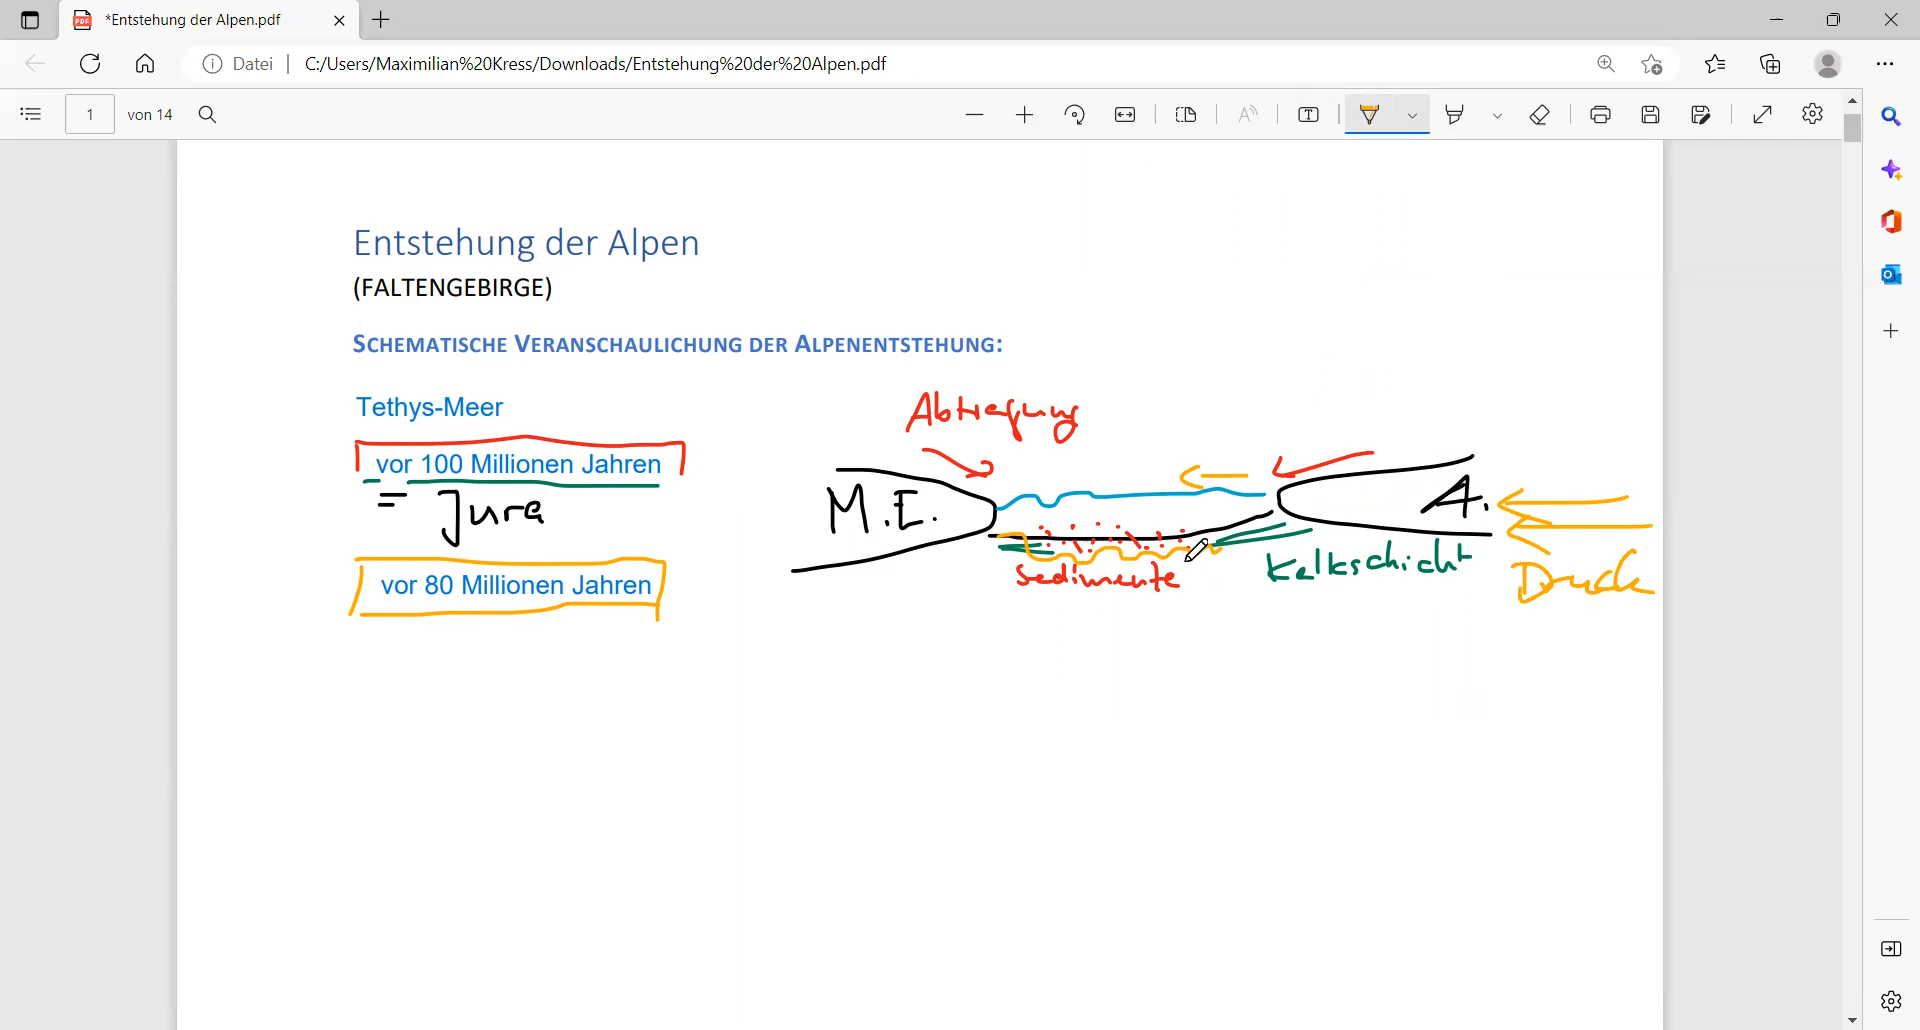 *Entstehung der Alpen.pdf
Datei | C:/Users/Maximilian%20Kress/Downloads/Entstehung%20der%20Alpen.pdf
1 von 14
Entstehung der Alpen
(FALTENGEBIRGE)
SCHEMATISCHE VERANSCHAULICHUNG DER ALPENENTSTEHUNG:
Tethys-Meer
Abtragung
vor 100 Millionen Jahren
= Jura
M.E.
A.
Kalkschicht
Sedimente
Druck
vor 80 Millionen Jahren